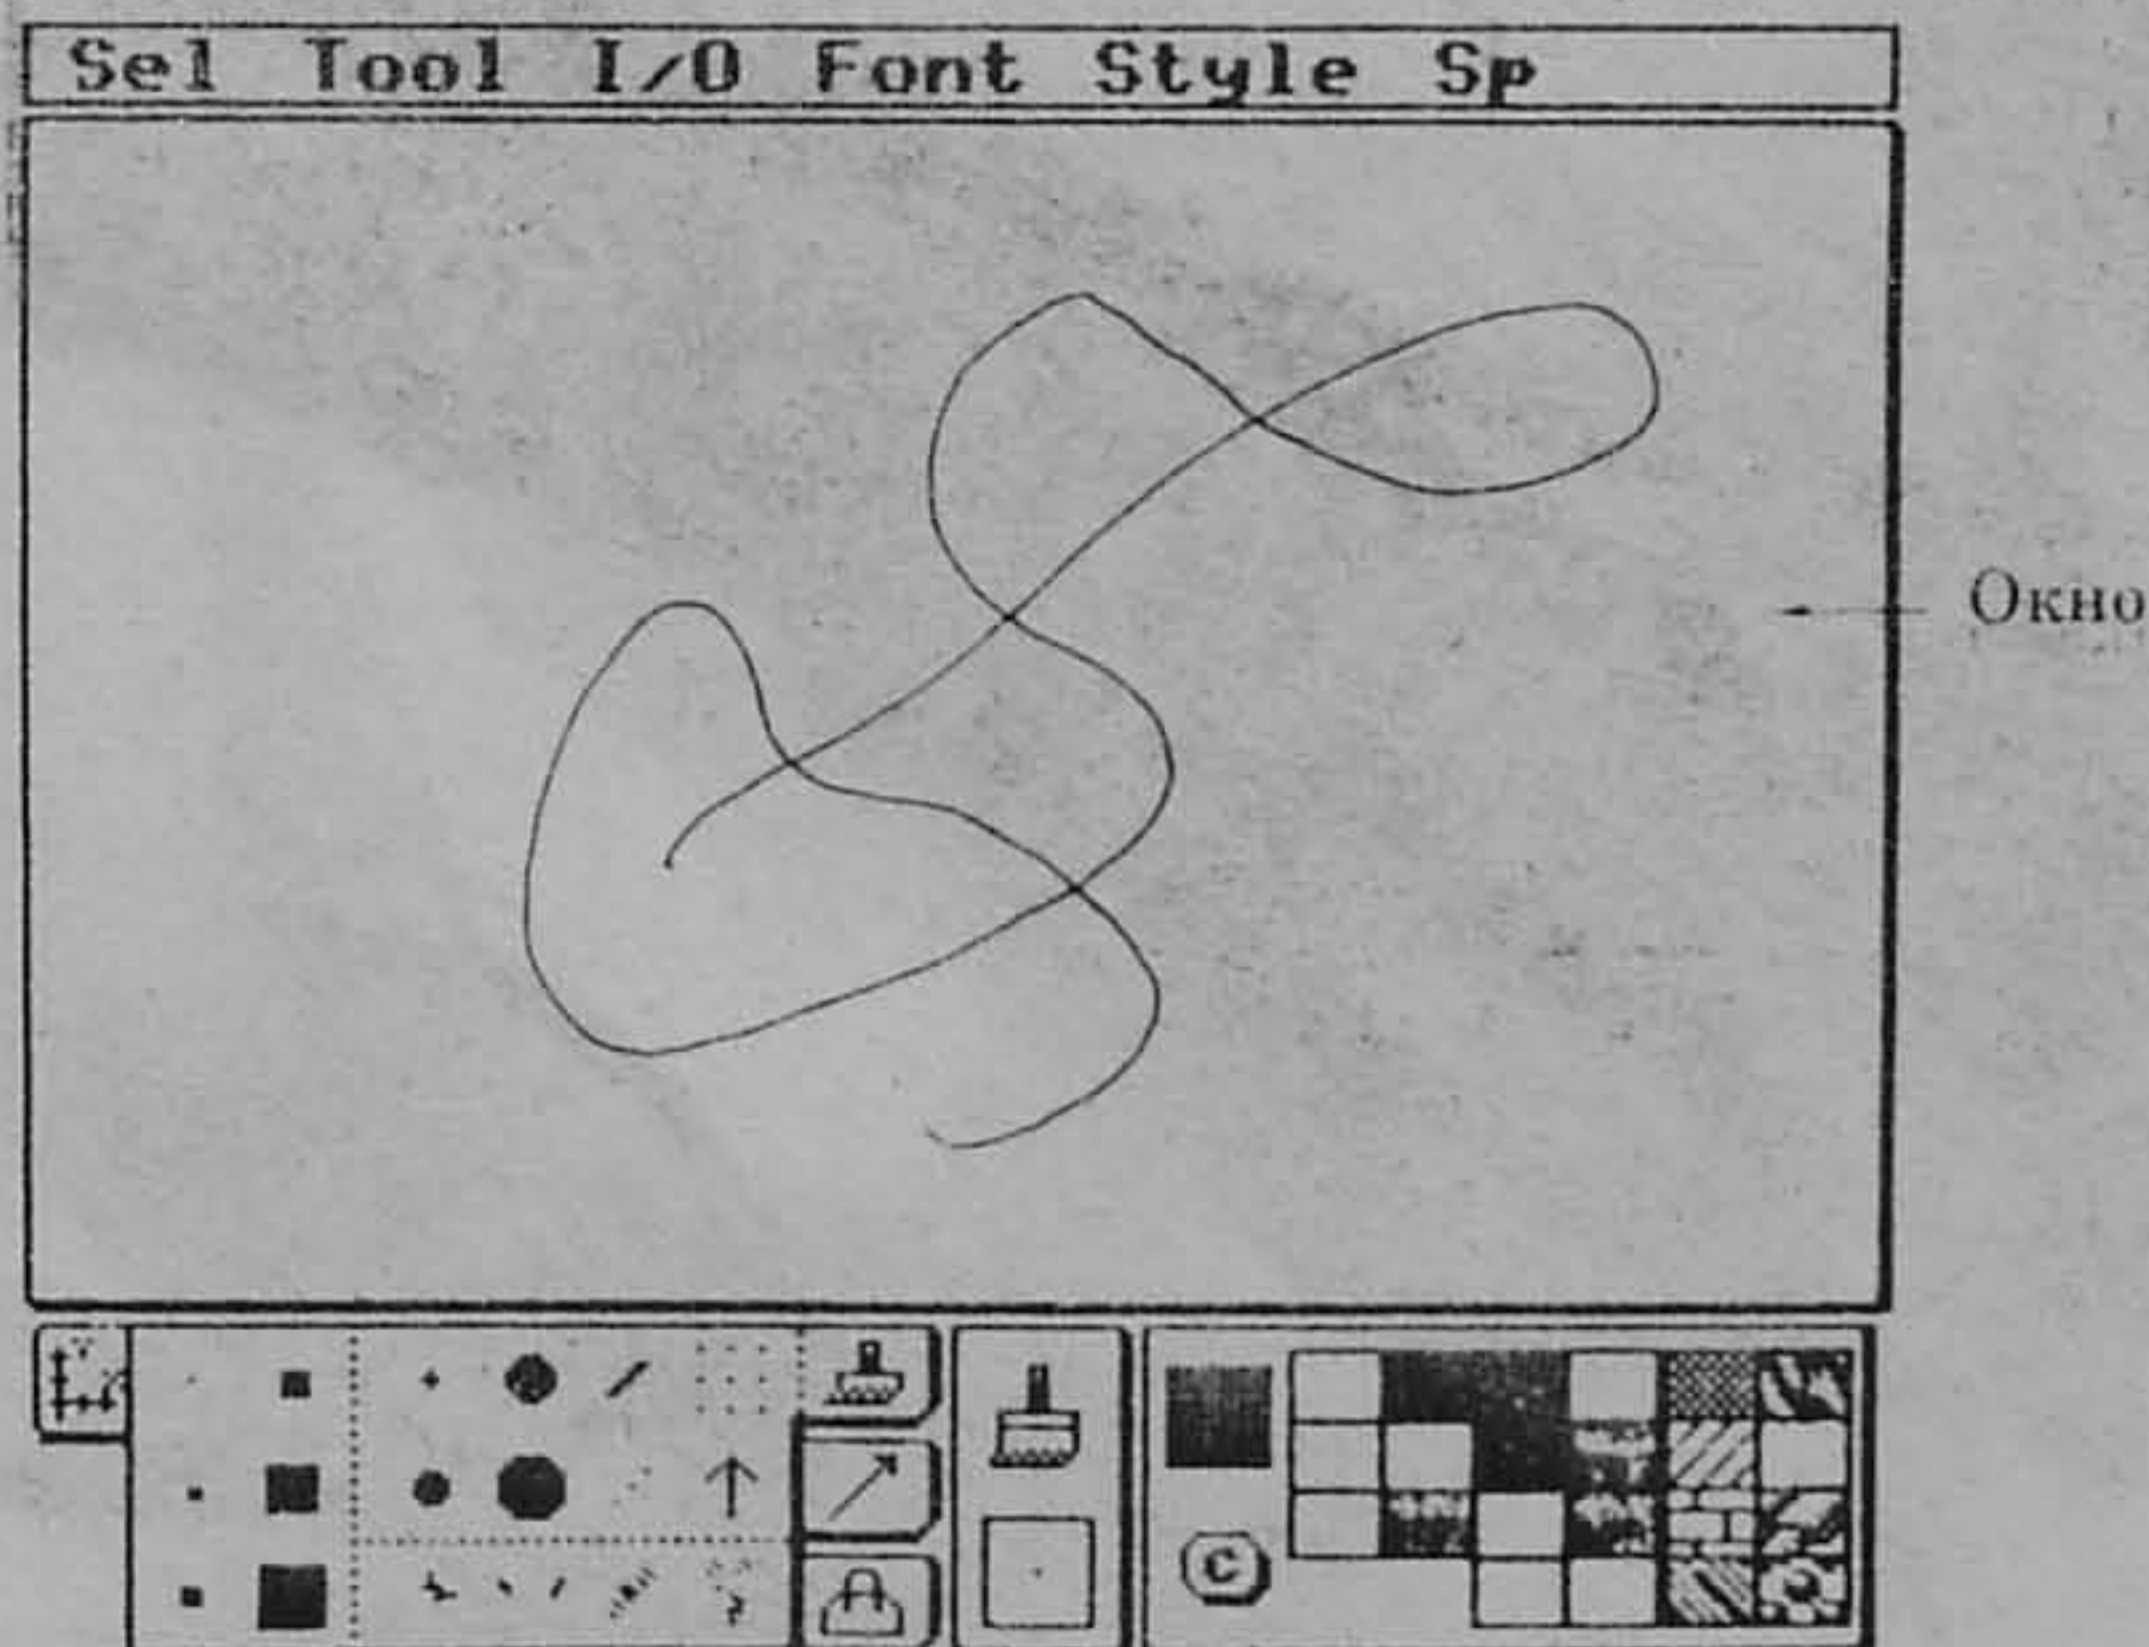 Sel Tool I/O Font Style Sp
Окно
C